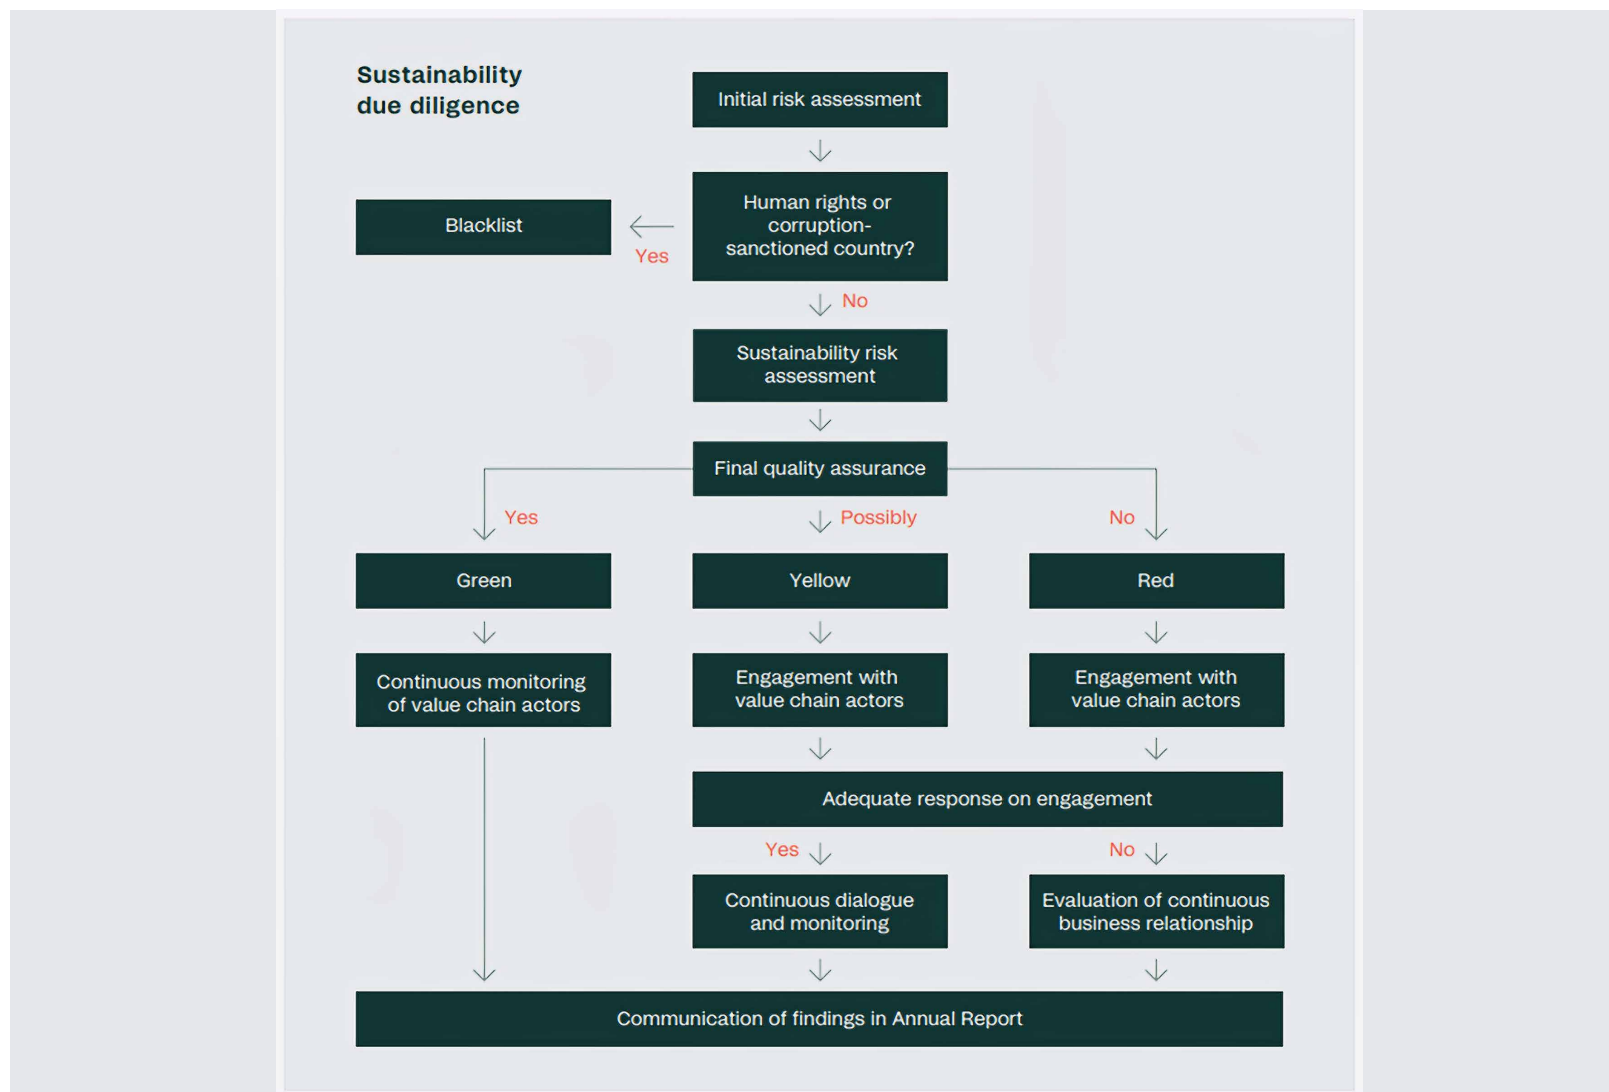 Sustainability
due diligence
Initial risk assessment
Human rights or
corruption-
sanctioned country?
Blacklist
Yes
No
Sustainability risk
assessment
Final quality assurance
Yes
Possibly
No
Green
Yellow
Red
Continuous monitoring
of value chain actors
Engagement with
value chain actors
Engagement with
value chain actors
Adequate response on engagement
Yes
No
Continuous dialogue
and monitoring
Evaluation of continuous
business relationship
Communication of findings in Annual Report